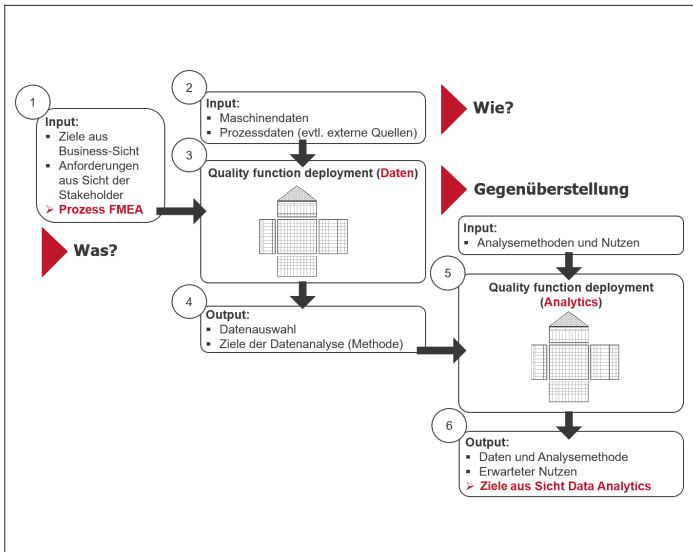 1
Input:
▪ Ziele aus
Business-Sicht
▪ Anforderungen
aus Sicht der
Stakeholder
➢ Prozess FMEA
Was?
2
Input:
▪ Maschinendaten
▪ Prozessdaten (evtl. externe Quellen)
Wie?
3
Quality function deployment (Daten)
Gegenüberstellung
4
Output:
▪ Datenauswahl
▪ Ziele der Datenanalyse (Methode)
Input:
▪ Analysemethoden und Nutzen
5
Quality function deployment
(Analytics)
6
Output:
▪ Daten und Analysemethode
▪ Erwarteter Nutzen
➢ Ziele aus Sicht Data Analytics